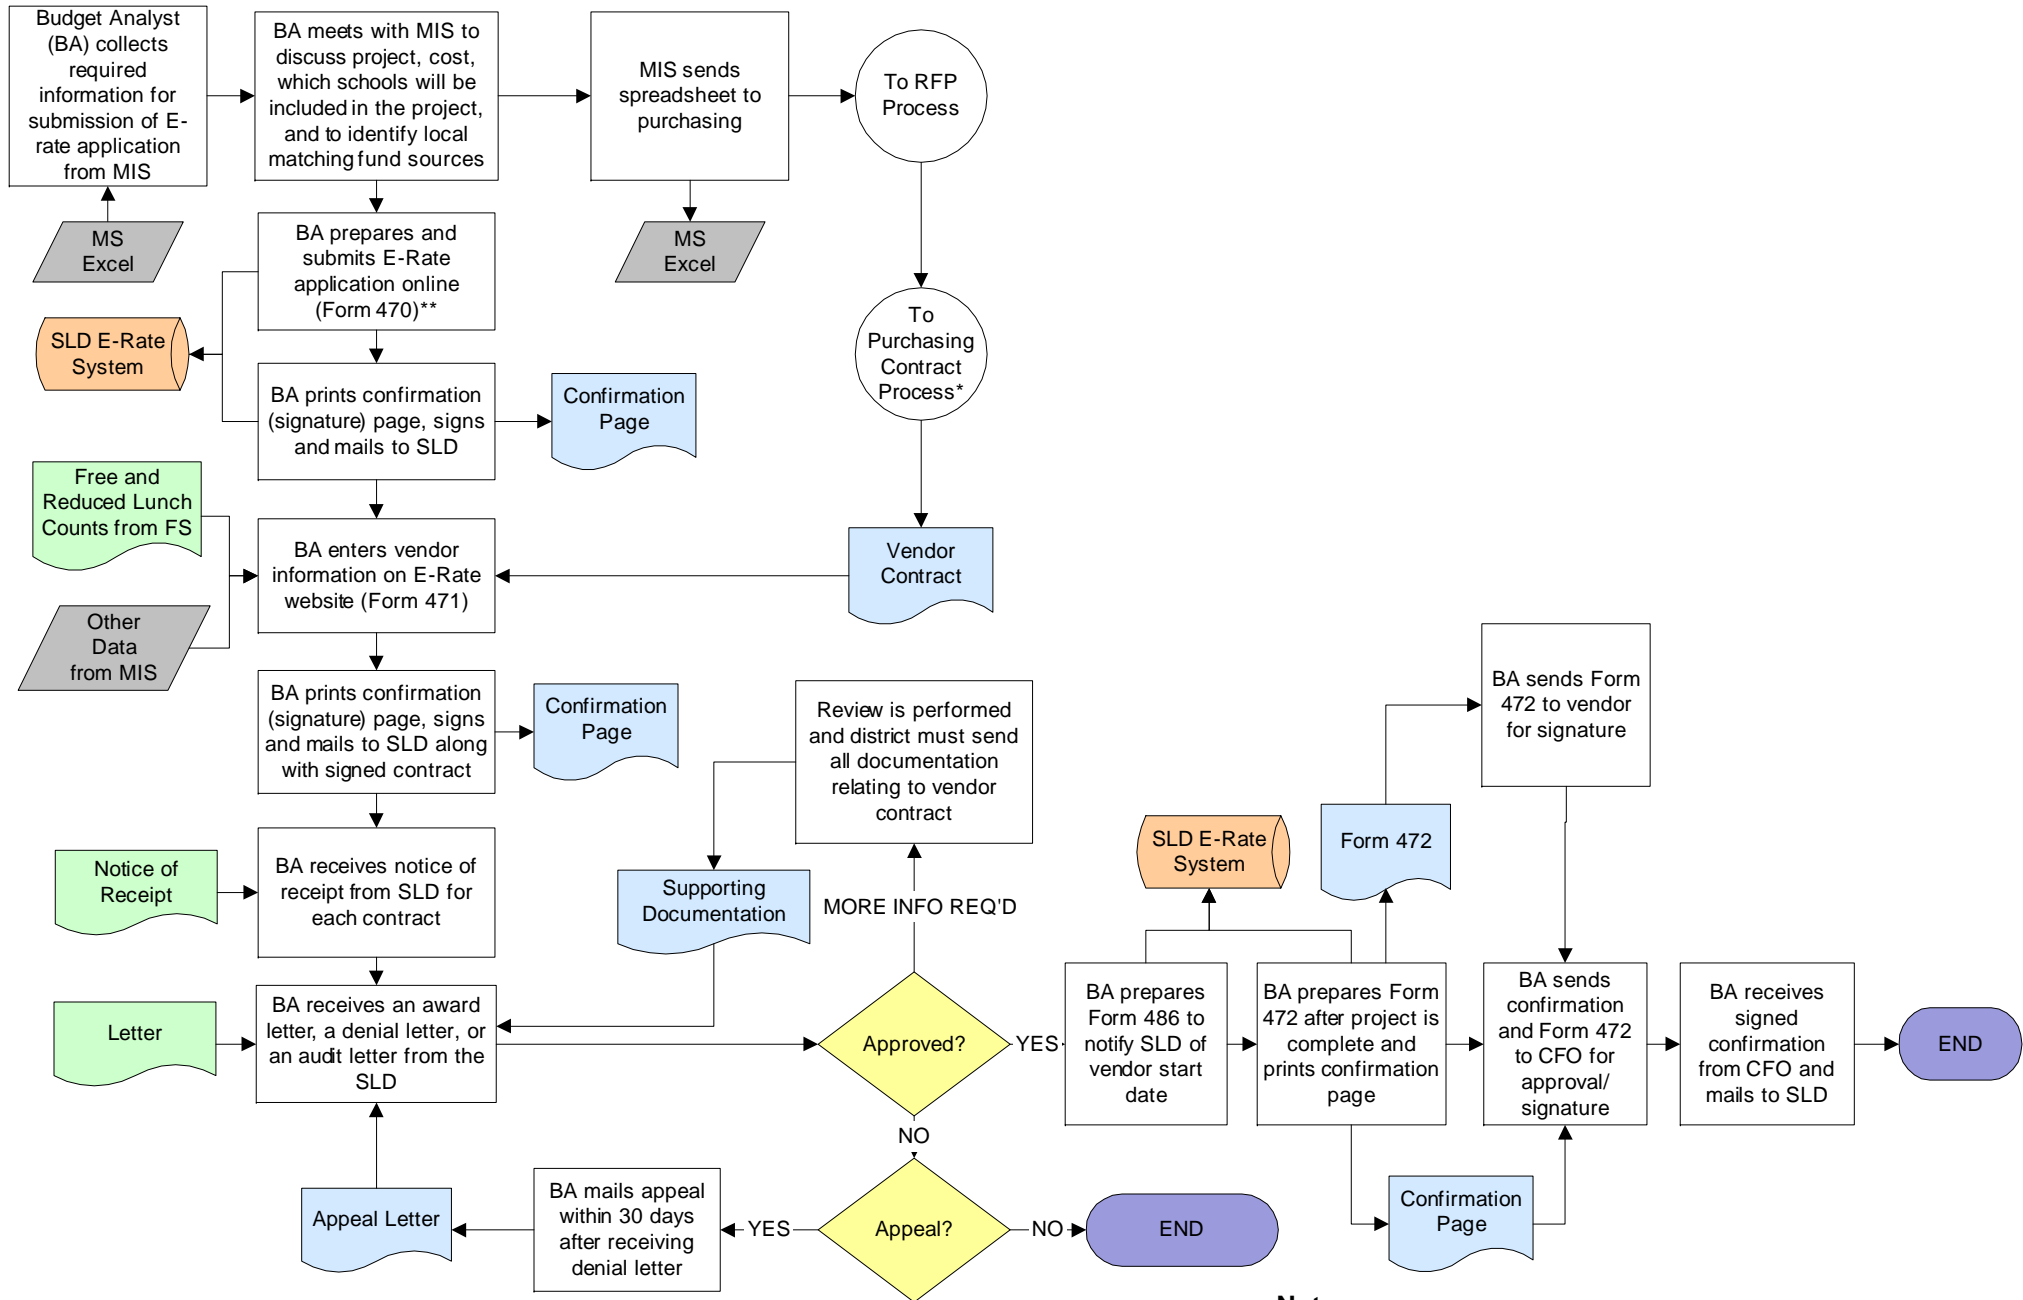 Budget Analyst
(BA) collects
required
information for
submission of E-
rate application
from MIS
BA meets with MIS to
discuss project, cost,
which schools will be
included in the project,
and to identify local
matching fund sources
MIS sends
spreadsheet to
purchasing
To RFP
Process
MS
Excel
MS
Excel
BA prepares and
submits E-Rate
application online
(Form 470)**
SLD E-Rate
System
To
Purchasing
Contract
Process*
BA prints confirmation
(signature) page, signs
and mails to SLD
Confirmation
Page
Free and
Reduced Lunch
Counts from FS
BA enters vendor
information on E-Rate
website (Form 471)
Vendor
Contract
Other
Data
from MIS
BA prints confirmation
(signature) page, signs
and mails to SLD along
with signed contract
Confirmation
Page
Review is performed
and district must send
all documentation
relating to vendor
contract
BA sends Form
472 to vendor
for signature
Notice of
Receipt
BA receives notice of
receipt from SLD for
each contract
Supporting
Documentation
MORE INFO REQ'D
SLD E-Rate
System
Form 472
Letter
BA receives an award
letter, a denial letter, or
an audit letter from the
SLD
Approved?
YES
BA prepares
Form 486 to
notify SLD of
vendor start
date
BA prepares Form
472 after project is
complete and
prints confirmation
page
BA sends
confirmation
and Form 472
to CFO for
approval/
signature
BA receives
signed
confirmation
from CFO and
mails to SLD
END
NO
Appeal Letter
BA mails appeal
within 30 days
after receiving
denial letter
YES
Appeal?
NO
END
Confirmation
Page